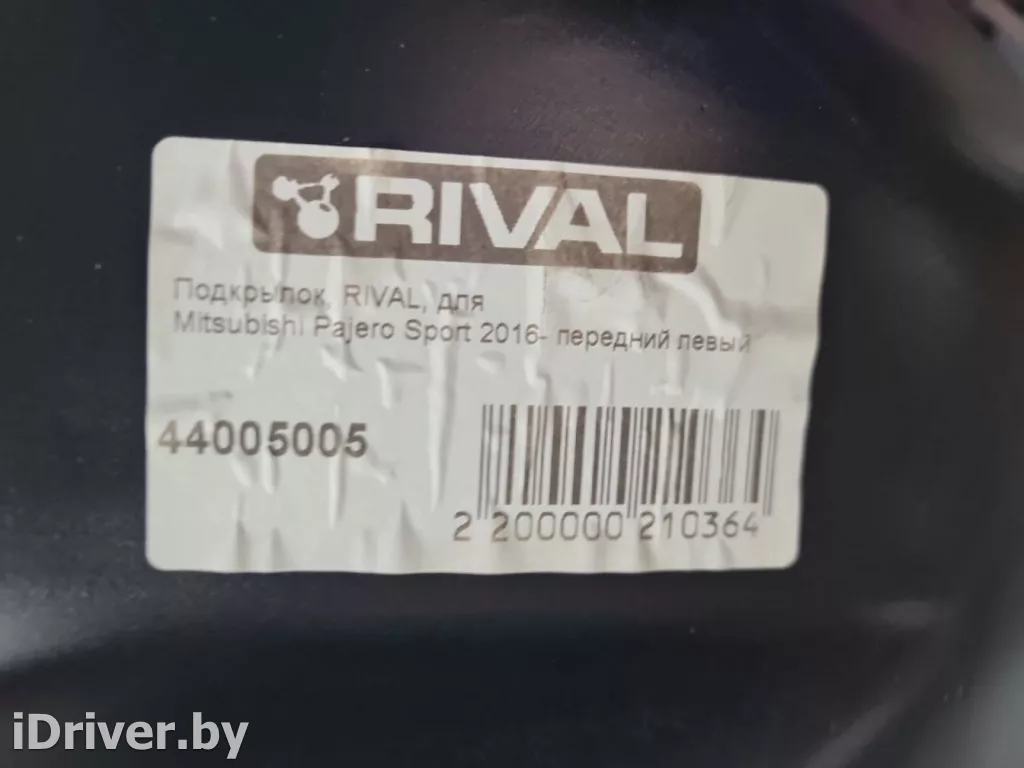 RIVAL
Подкрылок, RIVAL, для
Mitsubishi Pajero Sport 2016- передний левый
44005005
2 200000 210364
iDriver.by